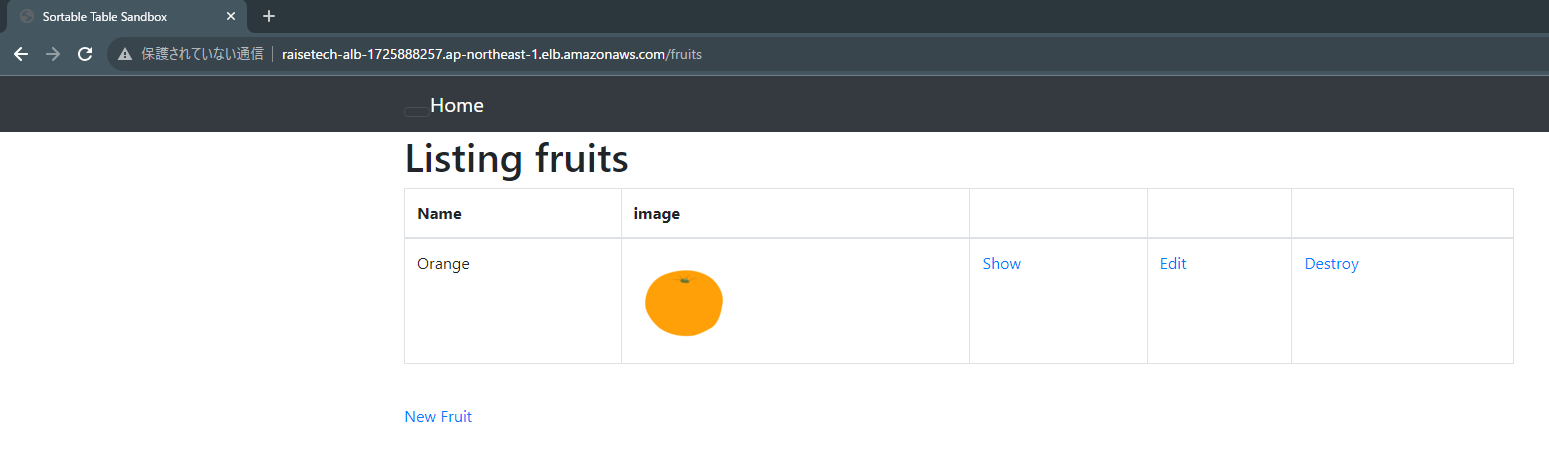 Sortable Table Sandbox
保護されていない通信 raisetech-alb-1725888257.ap-northeast-1.elb.amazonaws.com/fruits
Home
Listing fruits
Name image
Orange Show Edit Destroy
New Fruit